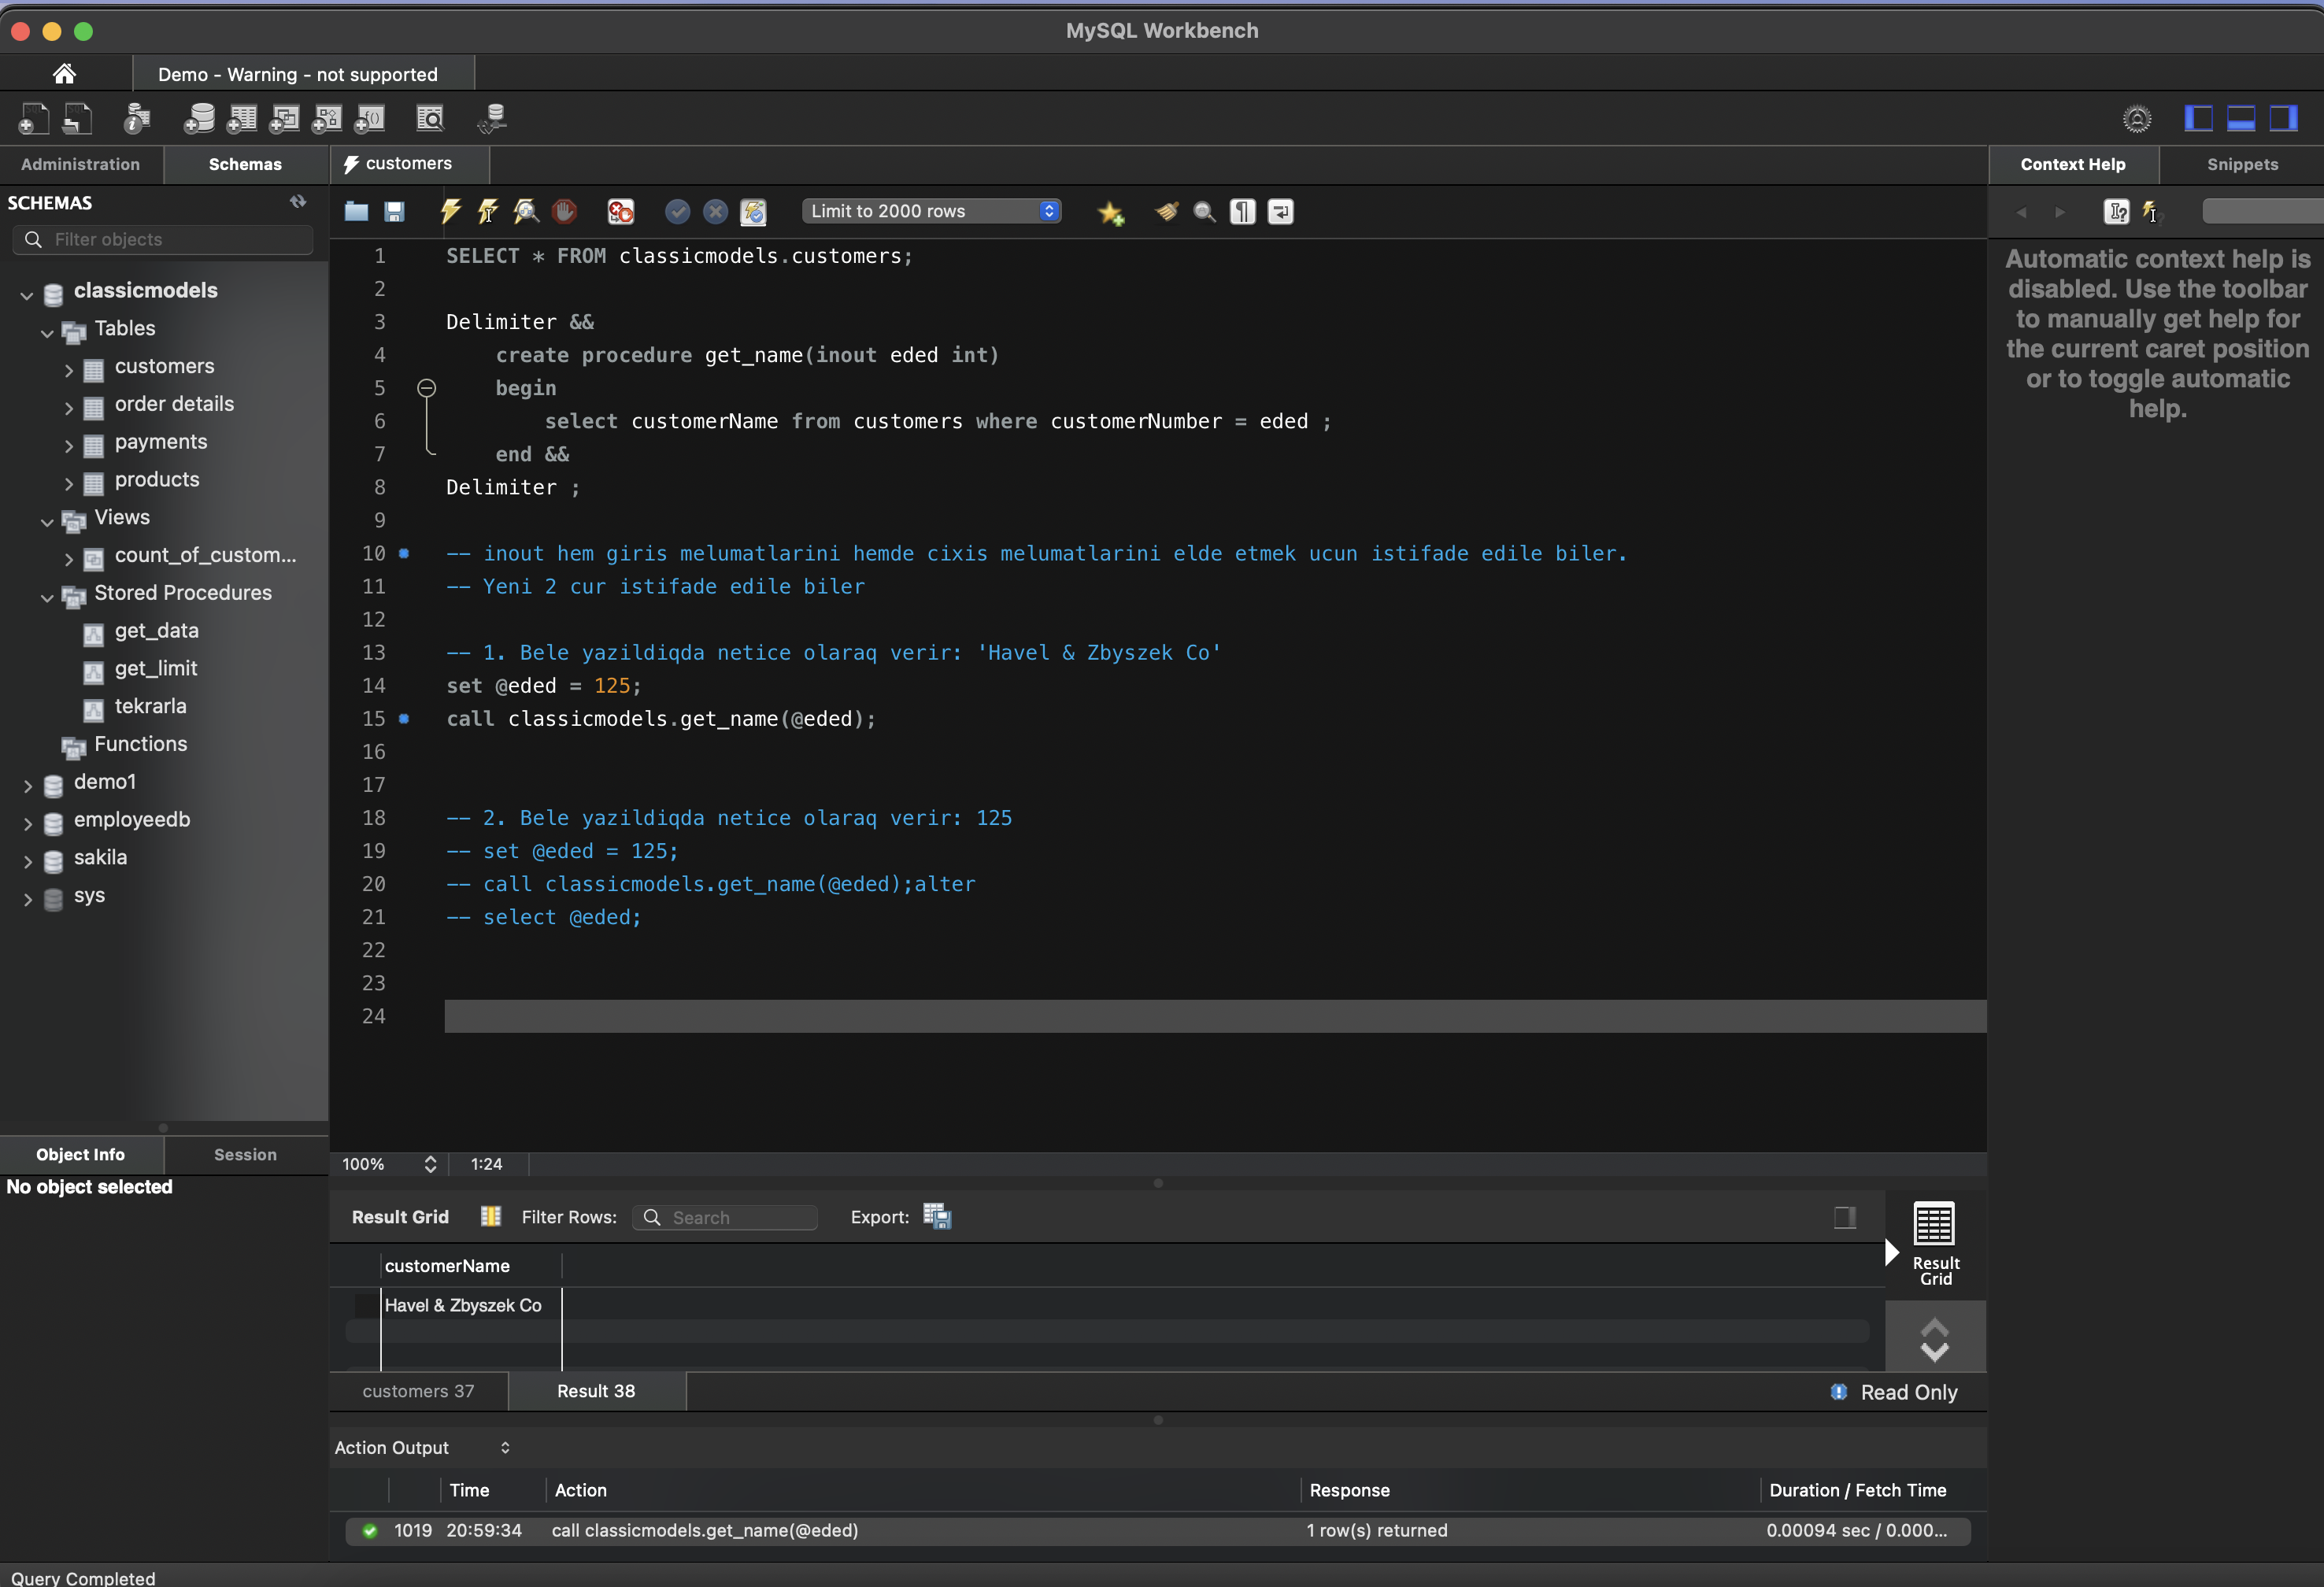 MySQL Workbench
Demo - Warning - not supported
Administration
Schemas
customers
Context Help
Snippets
SCHEMAS
Filter objects
Limit to 2000 rows
classicmodels
Tables
customers
order details
payments
products
Views
count_of_custom...
Stored Procedures
get_data
get_limit
tekrarla
Functions
demo1
employeedb
sakila
sys
1 SELECT * FROM classicmodels.customers;
2
3 Delimiter &&
4 create procedure get_name(inout eded int)
5 begin
6 select customerName from customers where customerNumber = eded ;
7 end &&
8 Delimiter ;
9
10 -- inout hem giris melumatlarini hemde cixis melumatlarini elde etmek ucun istifade edile biler.
11 -- Yeni 2 cur istifade edile biler
12
13 -- 1. Bele yazildiqda netice olaraq verir: 'Havel & Zbyszek Co'
14 set @eded = 125;
15 call classicmodels.get_name(@eded);
16
17
18 -- 2. Bele yazildiqda netice olaraq verir: 125
19 -- set @eded = 125;
20 -- call classicmodels.get_name(@eded);alter
21 -- select @eded;
22
23
24
Automatic context help is
disabled. Use the toolbar
to manually get help for
the current caret position
or to toggle automatic
help.
Object Info
Session
No object selected
100%
1:24
Result Grid
Filter Rows:
Search
Export:
customerName
Havel & Zbyszek Co
Result
Grid
customers 37
Result 38
Read Only
Action Output
Time Action Response Duration / Fetch Time
1019 20:59:34 call classicmodels.get_name(@eded) 1 row(s) returned 0.00094 sec / 0.000...
Query Completed